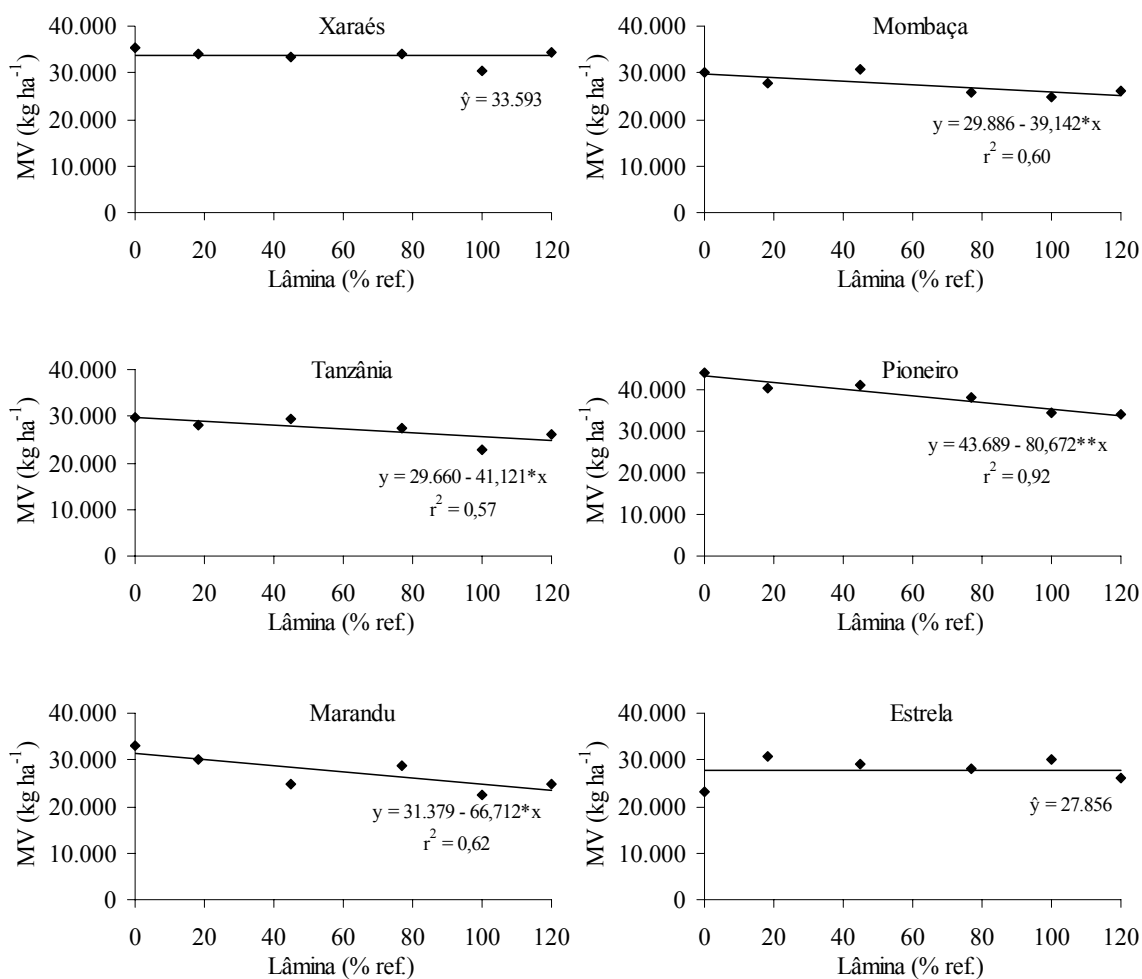 Xaraés
MV (kg ha⁻¹)
40.000
30.000
20.000
10.000
0
ŷ = 33.593
0 20 40 60 80 100 120
Lâmina (% ref.)
Mombaça
MV (kg ha⁻¹)
40.000
30.000
20.000
10.000
0
y = 29.886 - 39,142*x
r² = 0,60
0 20 40 60 80 100 120
Lâmina (% ref.)
Tanzânia
MV (kg ha⁻¹)
40.000
30.000
20.000
10.000
0
y = 29.660 - 41,121*x
r² = 0,57
0 20 40 60 80 100 120
Lâmina (% ref.)
Pioneiro
MV (kg ha⁻¹)
40.000
30.000
20.000
10.000
0
y = 43.689 - 80,672**x
r² = 0,92
0 20 40 60 80 100 120
Lâmina (% ref.)
Marandu
MV (kg ha⁻¹)
40.000
30.000
20.000
10.000
0
y = 31.379 - 66,712*x
r² = 0,62
0 20 40 60 80 100 120
Lâmina (% ref.)
Estrela
MV (kg ha⁻¹)
40.000
30.000
20.000
10.000
0
ŷ = 27.856
0 20 40 60 80 100 120
Lâmina (% ref.)